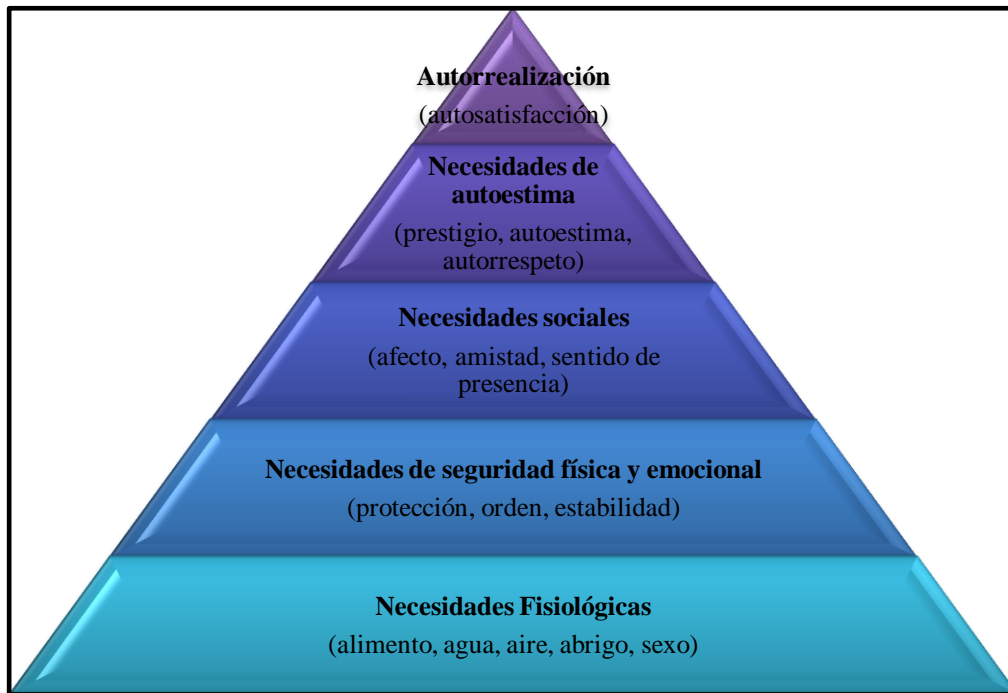 Autorrealización
(autosatisfacción)
Necesidades de
autoestima
(prestigio, autoestima,
autorrespeto)
Necesidades sociales
(afecto, amistad, sentido de
presencia)
Necesidades de seguridad física y emocional
(protección, orden, estabilidad)
Necesidades Fisiológicas
(alimento, agua, aire, abrigo, sexo)